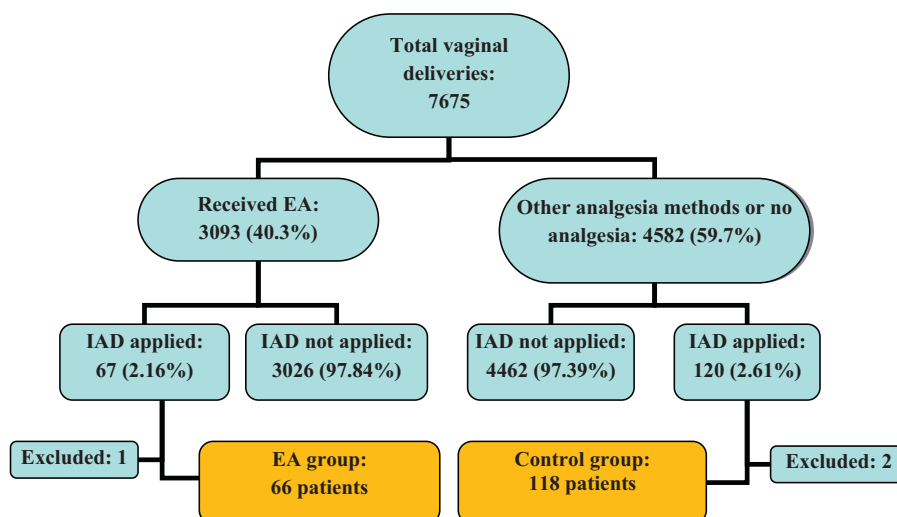 Total vaginal
deliveries:
7675
Received EA:
3093 (40.3%)
Other analgesia methods or no
analgesia: 4582 (59.7%)
IAD applied:
67 (2.16%)
IAD not applied:
3026 (97.84%)
IAD not applied:
4462 (97.39%)
IAD applied:
120 (2.61%)
Excluded: 1
EA group:
66 patients
Control group:
118 patients
Excluded: 2